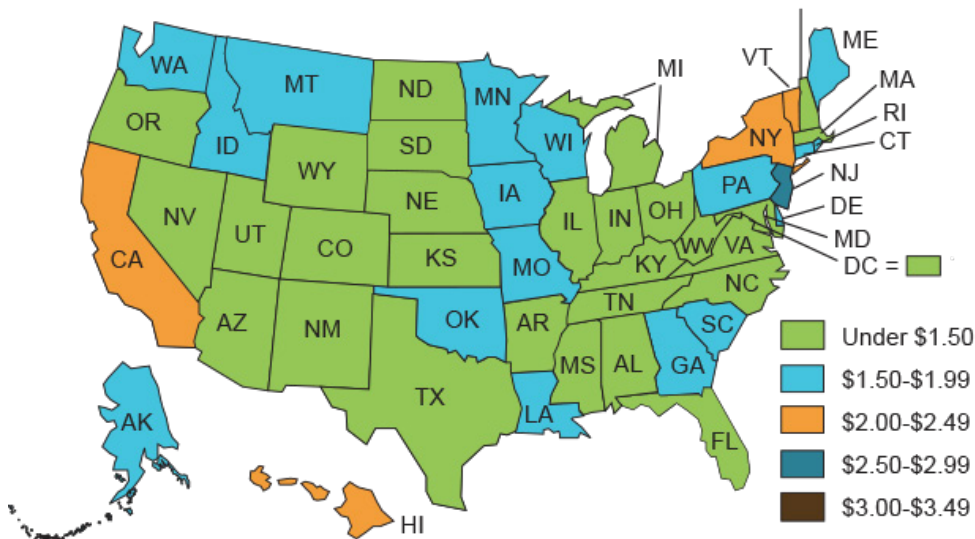 ME
VT
MI
MA
WA
MT
ND
MN
RI
OR
NY
CT
ID
WI
SD
WY
PA
NJ
IA
NE
DE
NV
IL
IN
OH
MD
UT
CO
WV
VA
CA
KS
MO
KY
DC =
NC
TN
AZ
NM
OK
AR
SC
MS
AL
GA
TX
LA
FL
AK
HI
Under $1.50
$1.50-$1.99
$2.00-$2.49
$2.50-$2.99
$3.00-$3.49